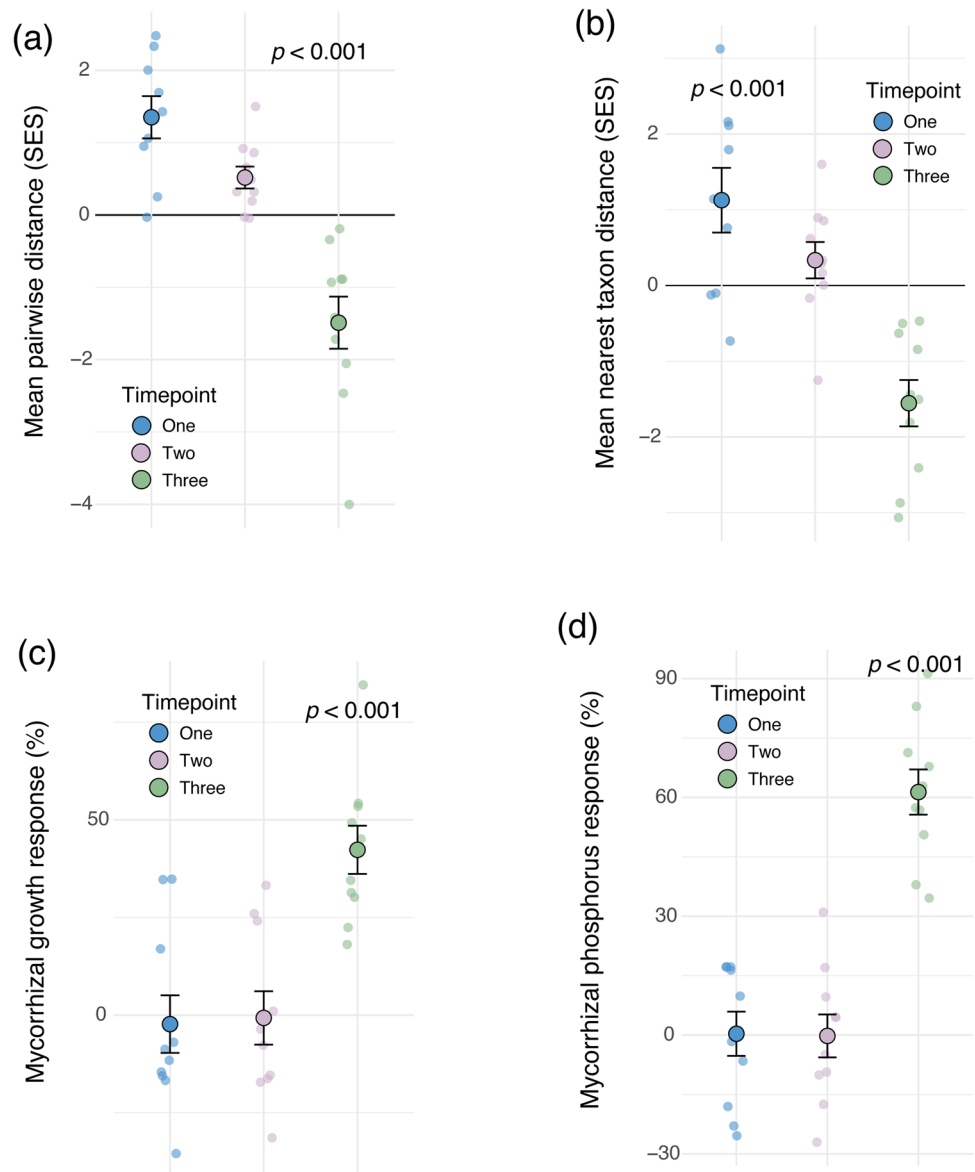 (a)
p < 0.001
Mean pairwise distance (SES)
2
0
−2
−4
Timepoint
One
Two
Three
(b)
p < 0.001
Mean nearest taxon distance (SES)
2
0
−2
Timepoint
One
Two
Three
(c)
p < 0.001
Mycorrhizal growth response (%)
50
0
Timepoint
One
Two
Three
(d)
p < 0.001
Mycorrhizal phosphorus response (%)
90
60
30
0
−30
Timepoint
One
Two
Three